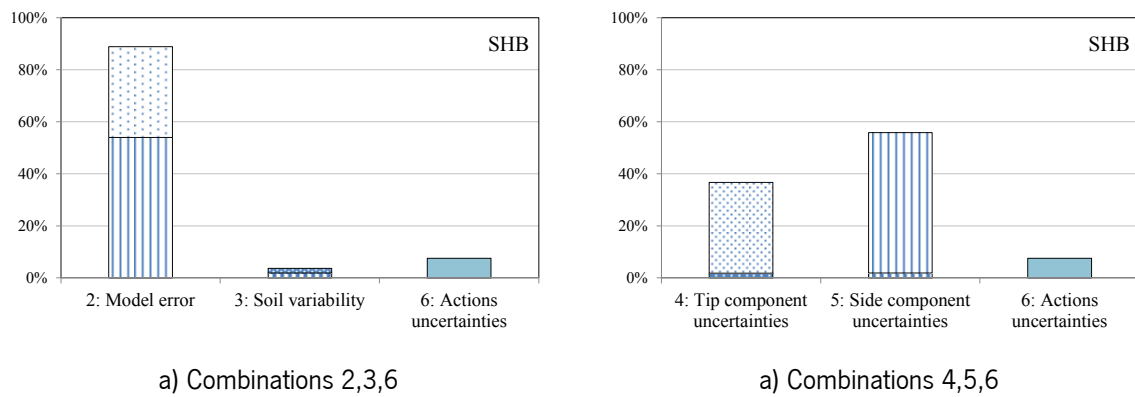 100%
80%
60%
40%
20%
0%
SHB
2: Model error
3: Soil variability
6: Actions
uncertainties
a) Combinations 2,3,6
100%
80%
60%
40%
20%
0%
SHB
4: Tip component
uncertainties
5: Side component
uncertainties
6: Actions
uncertainties
a) Combinations 4,5,6